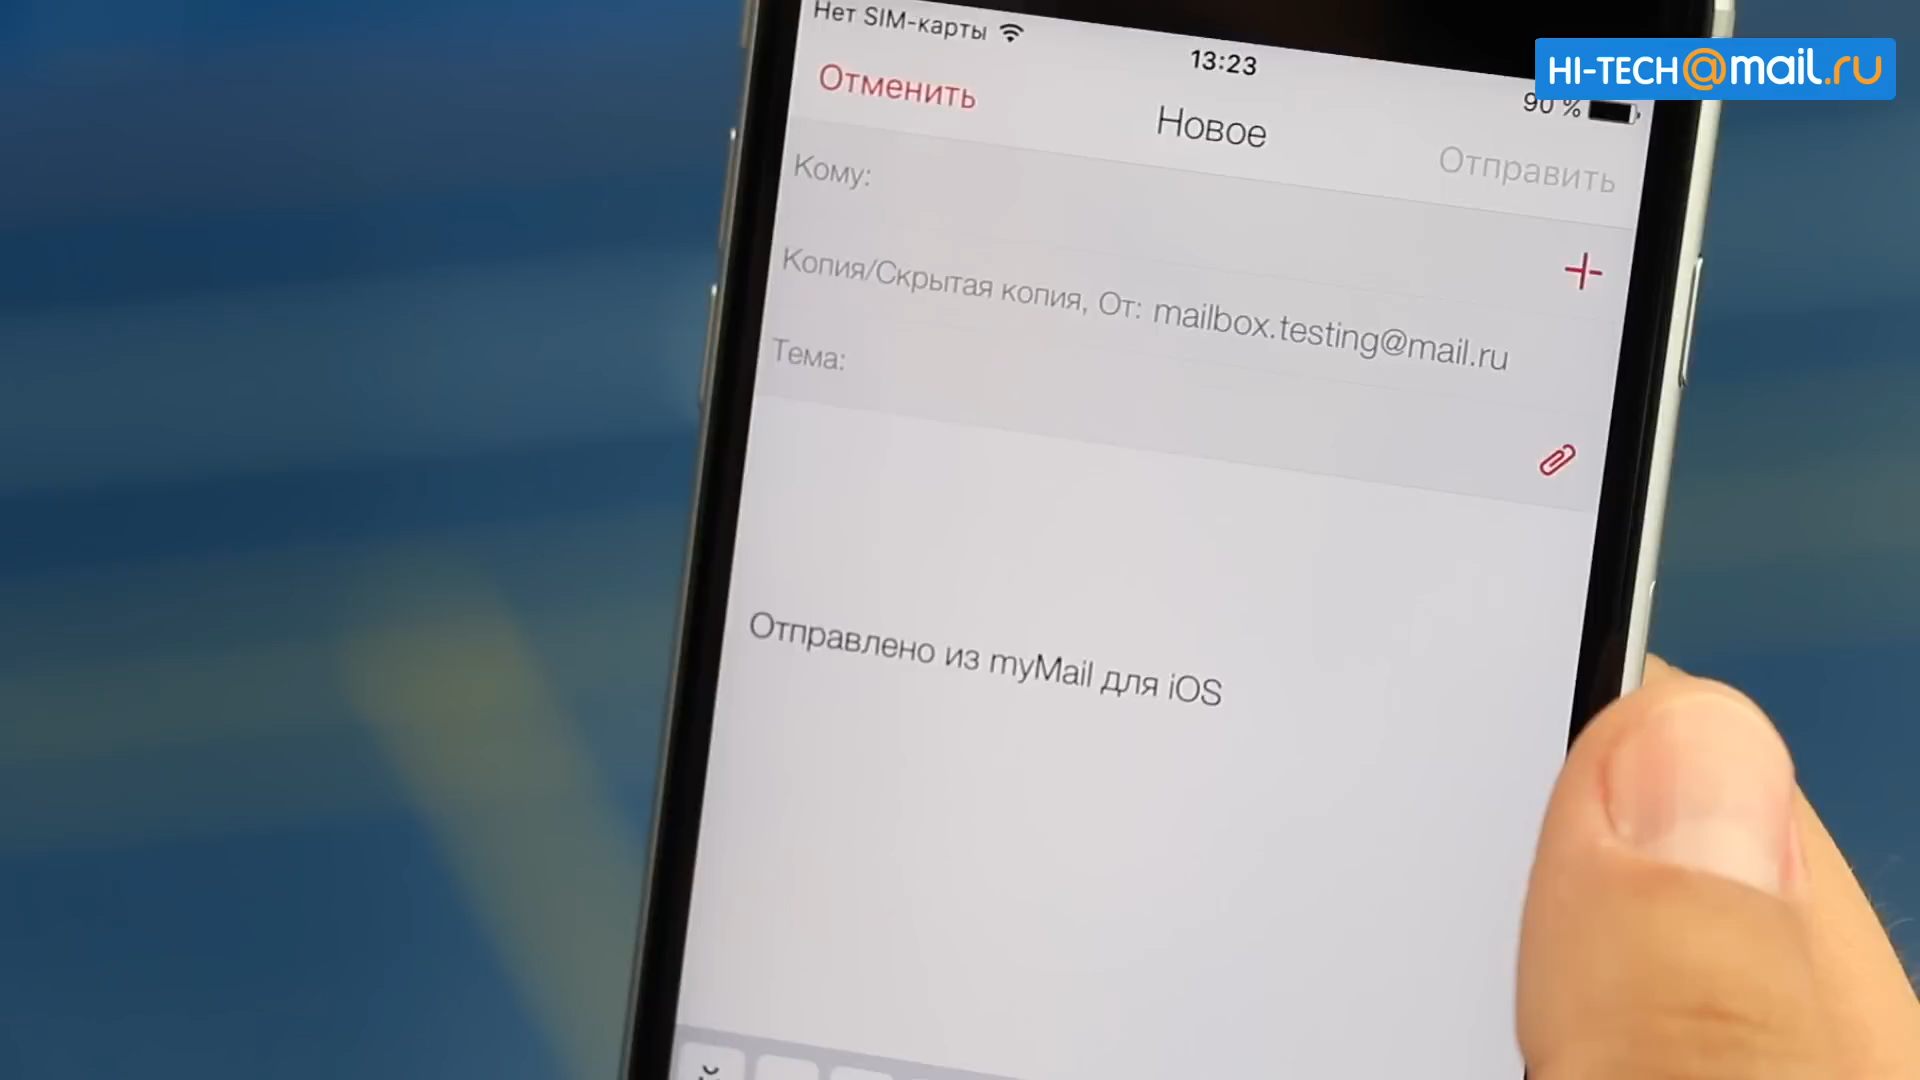 Нет SIM-карты
13:23
90 %
HI-TECH@mail.ru
Отменить
Новое
Отправить
Кому:
Копия/Скрытая копия, От: mailbox.testing@mail.ru
Тема:
Отправлено из myMail для iOS
й